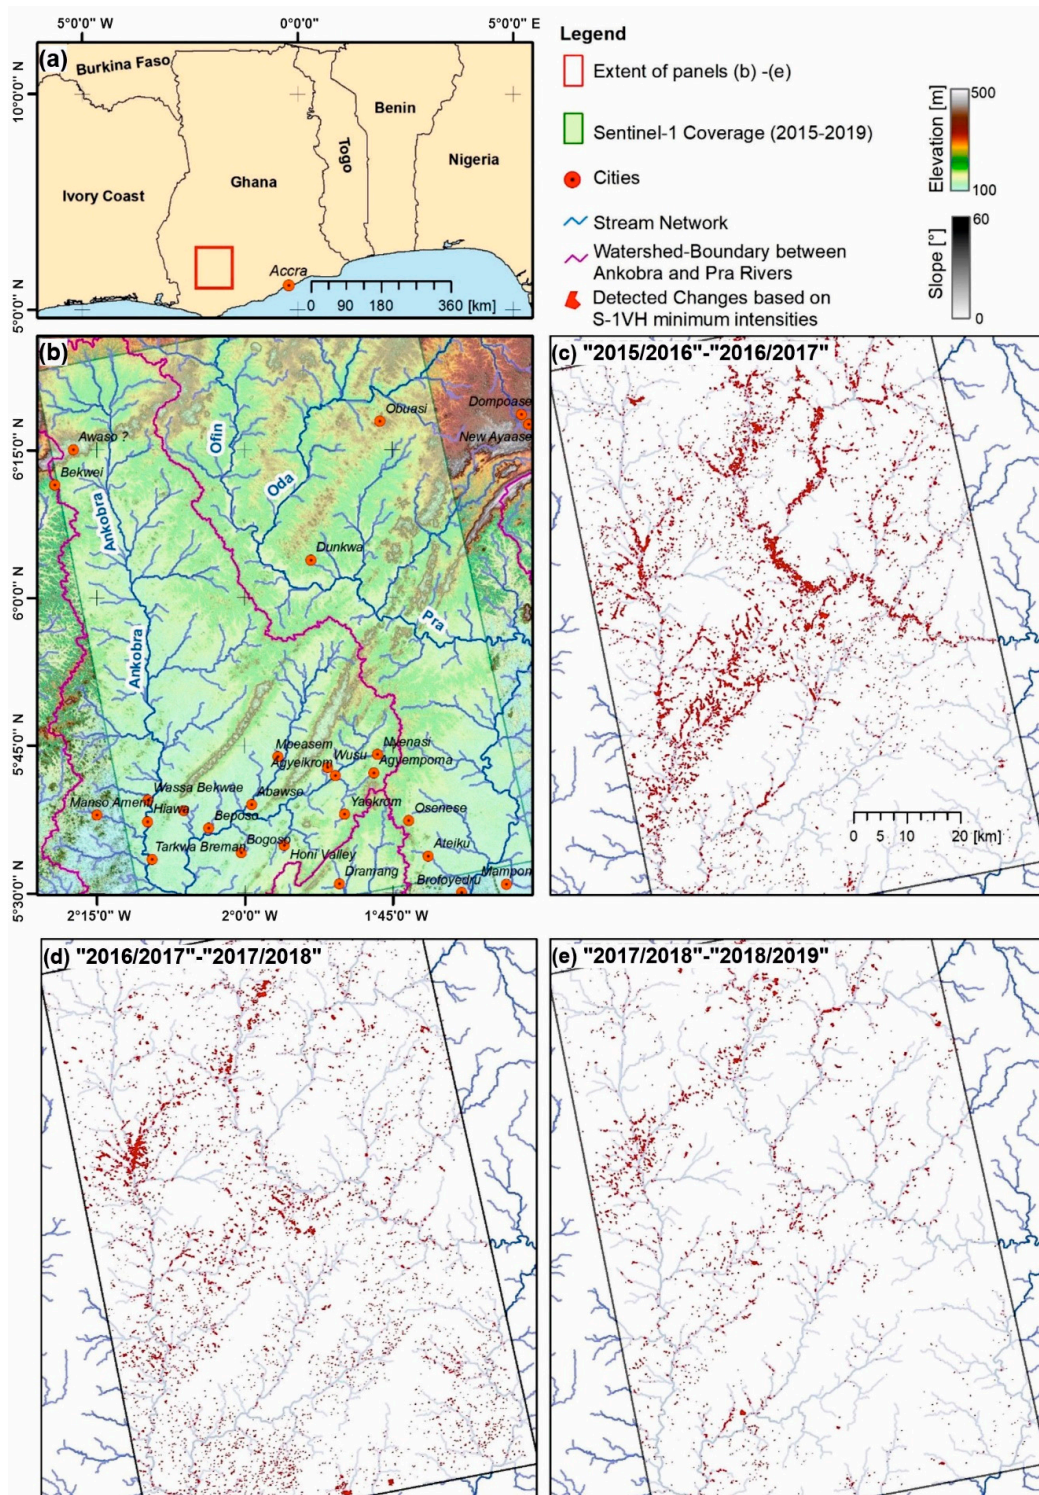 5°0'0" W
0°0'0"
5°0'0" E
10°0'0" N
5°0'0" N
(a)
Burkina Faso
Benin
Togo
Nigeria
Ghana
Ivory Coast
Accra
0 90 180 360 [km]
Legend
Extent of panels (b) -(e)
Sentinel-1 Coverage (2015-2019)
Cities
Stream Network
Watershed-Boundary between
Ankobra and Pra Rivers
Detected Changes based on
S-1VH minimum intensities
Elevation [m]
500
100
Slope [°]
60
0
(b)
6°15'0" N
6°0'0" N
5°45'0" N
5°30'0" N
2°15'0" W
2°0'0" W
1°45'0" W
Dompoase
Obuasi
New Ayaase
Awaso ?
Ofin
Bekwei
Oda
Ankobra
Dunkwa
Pra
Ankobra
Mpeasem
Nyenasi
Wusu
Agyeikrom
Agyempoma
Wassa Bekwae
Abawse
Manso Amenfi
Hiawa
Yaakrom
Osenese
Beposo
Tarkwa Breman
Bogoso
Honi Valley
Ateiku
Dramang
Brofoyedru
Mampon
(c) "2015/2016"-"2016/2017"
0 5 10 20 [km]
(d) "2016/2017"-"2017/2018"
(e) "2017/2018"-"2018/2019"